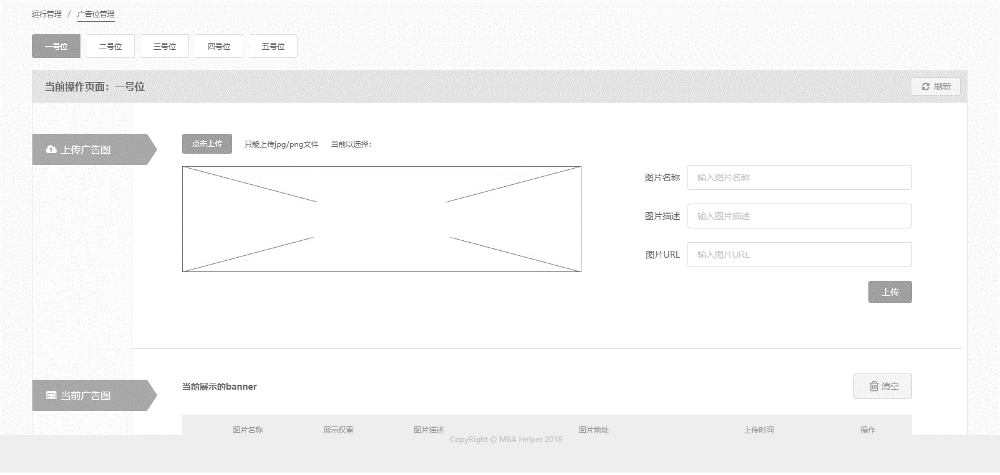 运行管理 / 广告位管理
一号位 二号位 三号位 四号位 五号位
当前操作页面：一号位 刷新
上传广告图
点击上传 只能上传jpg/png文件 当前以选择：
图片名称 输入图片名称
图片描述 输入图片描述
图片URL 输入图片URL
上传
当前广告图
当前展示的banner 清空
图片名称 展示权重 图片描述 图片地址 上传时间 操作
CopyRight © MBA Helper 2018